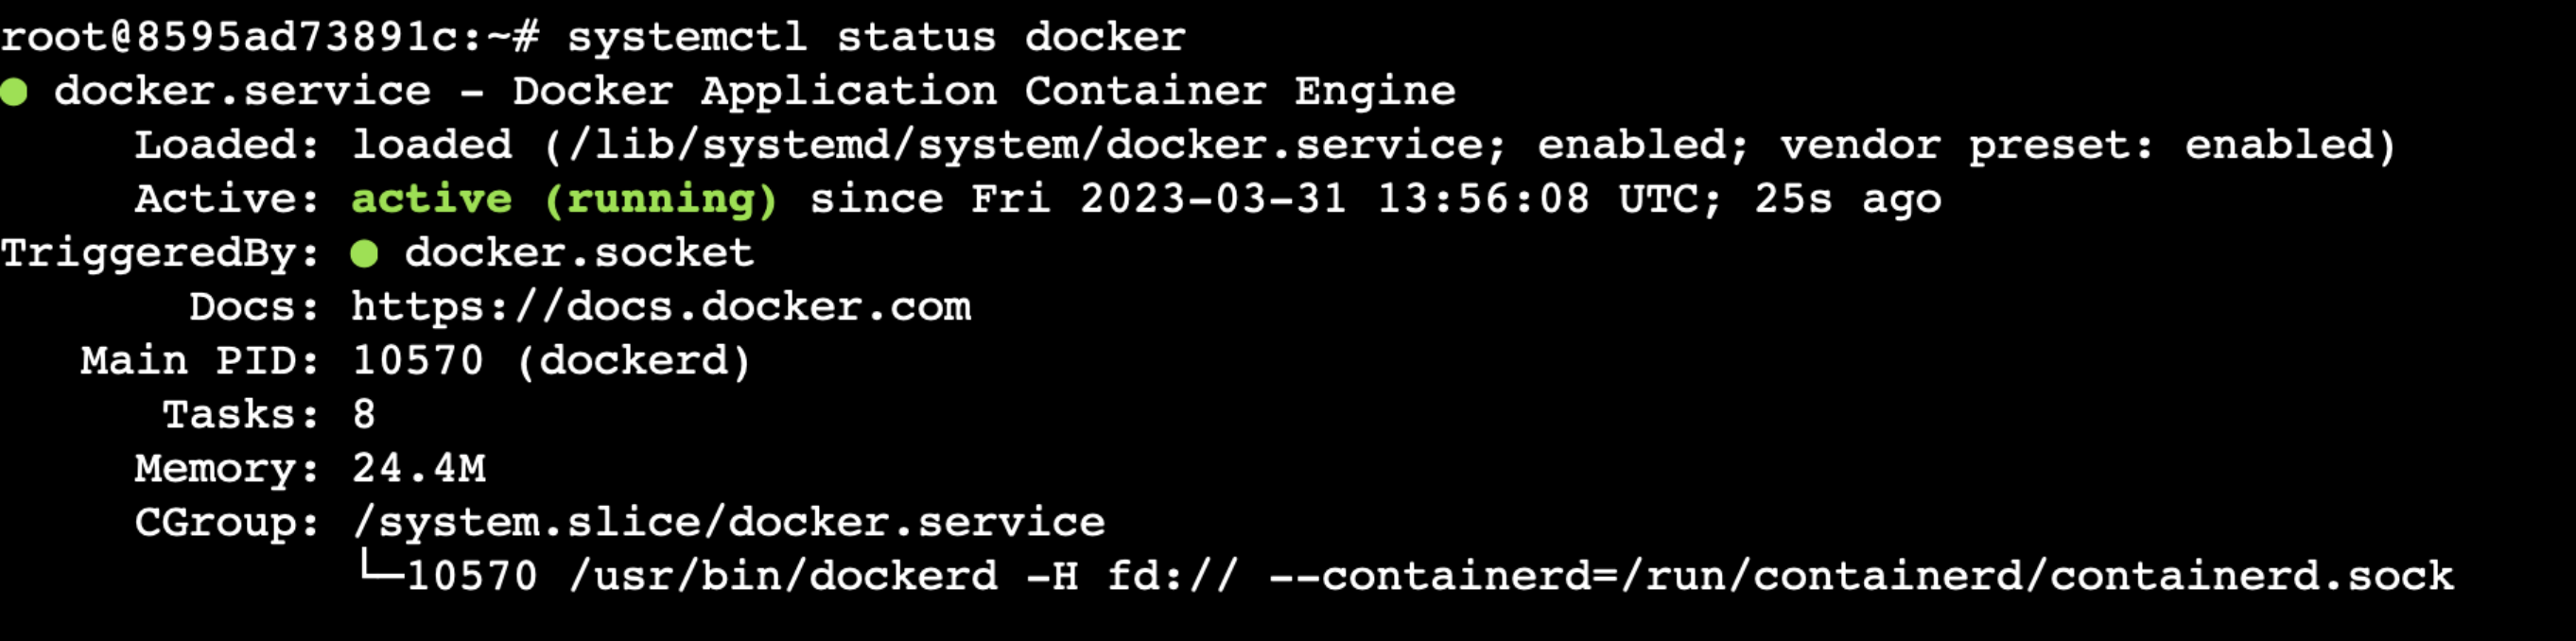 root@8595ad73891c:~# systemctl status docker
● docker.service - Docker Application Container Engine
     Loaded: loaded (/lib/systemd/system/docker.service; enabled; vendor preset: enabled)
     Active: active (running) since Fri 2023-03-31 13:56:08 UTC; 25s ago
TriggeredBy: ● docker.socket
       Docs: https://docs.docker.com
   Main PID: 10570 (dockerd)
      Tasks: 8
     Memory: 24.4M
     CGroup: /system.slice/docker.service
             └─10570 /usr/bin/dockerd -H fd:// --containerd=/run/containerd/containerd.sock